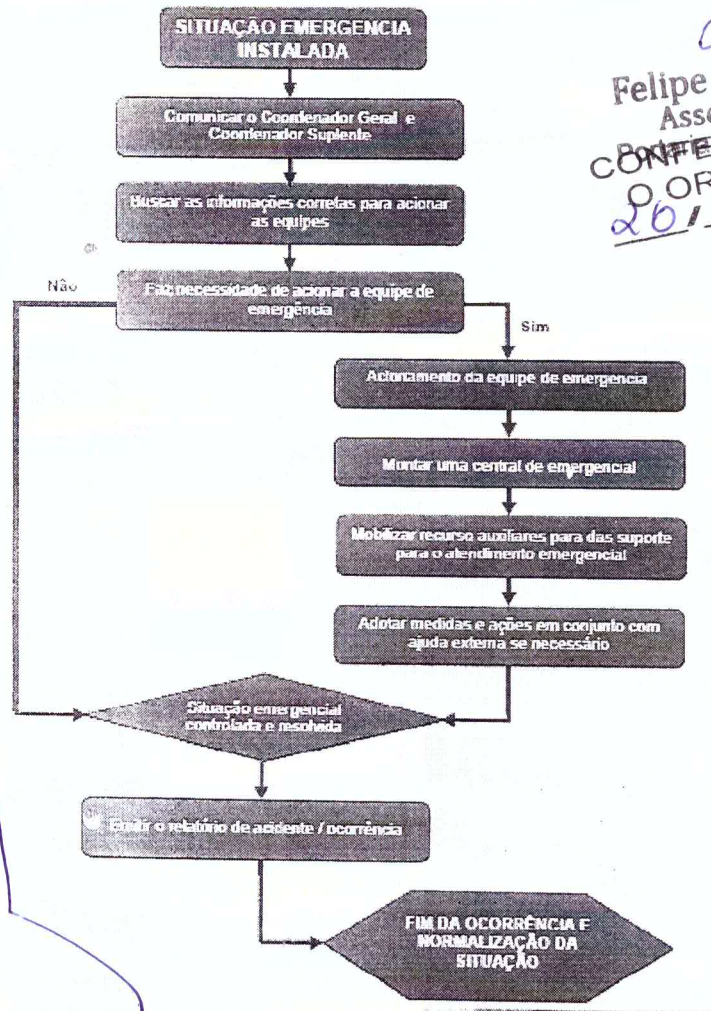 SITUAÇÃO EMERGENCIA
INSTALADA
Felipe
Asse
CONFE
O OR
20/
Comunicar o Coordenador Geral e
Coordenador Suplente
Buscar as informações corretas para acionar
as equipes
Não
Faz necessidade de acionar a equipe de
emergência
Sim
Acionamento da equipe de emergencia
Montar uma central de emergencial
Mobilizar recurso auxiliares para das suporte
para o atendimento emergencial
Adotar medidas e ações em conjunto com
ajuda externa se necessário
Situação emergencial
controlada e resolvida
Emitir o relatório de acidente / ocorrência
FIM DA OCORRÊNCIA E
NORMALIZAÇÃO DA
SITUAÇÃO